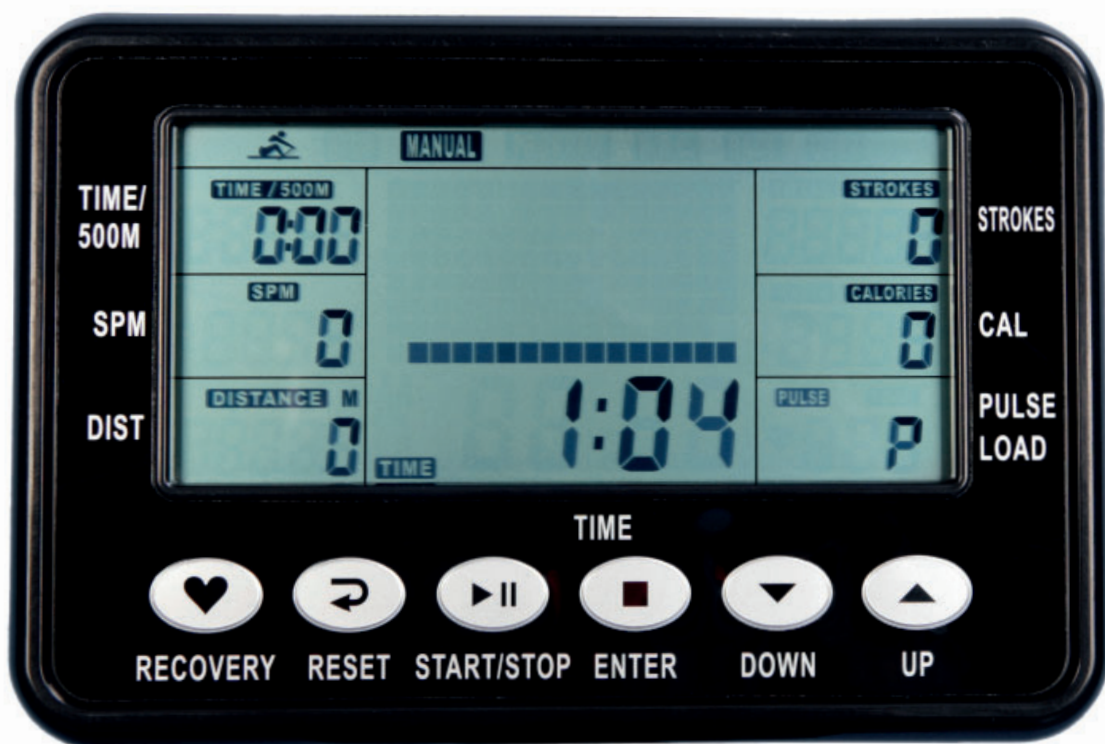 MANUAL
TIME/
500M
TIME/500M
0:00
STROKES
0
STROKES
SPM
SPM
0
CALORIES
0
CAL
DIST
DISTANCE M
0
TIME
1:04
PULSE
P
PULSE
LOAD
TIME
RECOVERY
RESET
START/STOP
ENTER
DOWN
UP